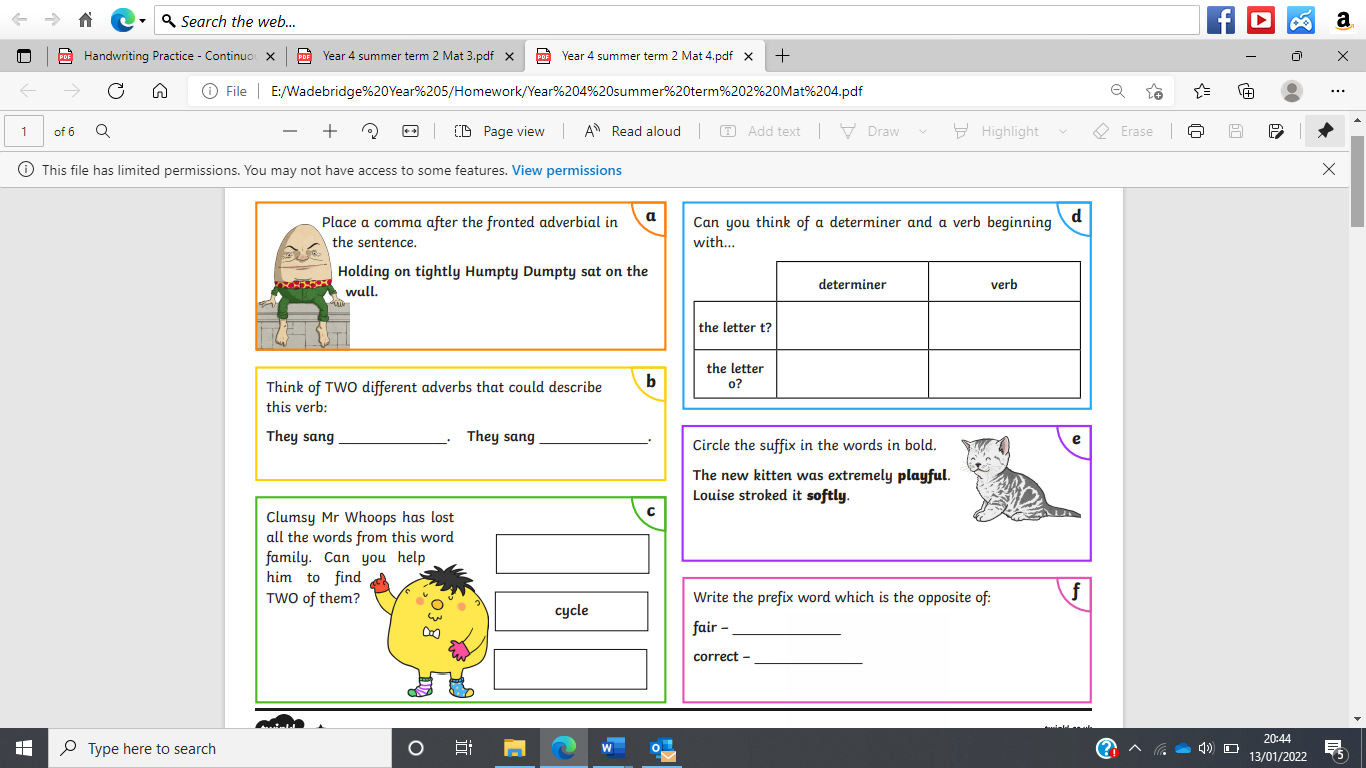 Search the web...
Handwriting Practice - Continuou
Year 4 summer term 2 Mat 3.pdf
Year 4 summer term 2 Mat 4.pdf
File
E:/Wadebridge%20Year%205/Homework/Year%204%20summer%20term%202%20Mat%204.pdf
1 of 6
Page view
Read aloud
Add text
Draw
Highlight
Erase
This file has limited permissions. You may not have access to some features. View permissions
a
Place a comma after the fronted adverbial in
the sentence.
Holding on tightly Humpty Dumpty sat on the
wall.
b
Think of TWO different adverbs that could describe
this verb:
They sang ______________. They sang ______________.
c
Clumsy Mr Whoops has lost
all the words from this word
family. Can you help
him to find
TWO of them?
cycle
d
Can you think of a determiner and a verb beginning
with...
determiner verb
the letter t?
the letter
o?
e
Circle the suffix in the words in bold.
The new kitten was extremely playful.
Louise stroked it softly.
f
Write the prefix word which is the opposite of:
fair – ______________
correct – ______________
Type here to search
20:44
13/01/2022
5